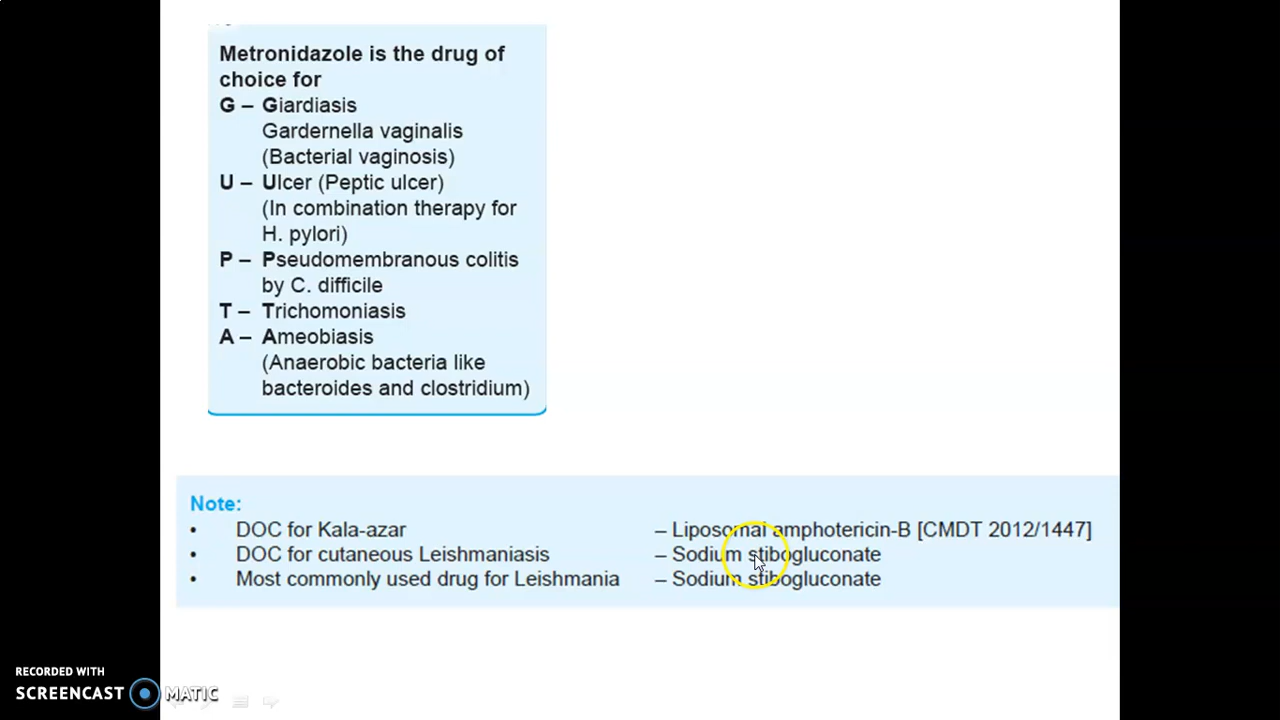 Metronidazole is the drug of
choice for
G – Giardiasis
Gardernella vaginalis
(Bacterial vaginosis)
U – Ulcer (Peptic ulcer)
(In combination therapy for
H. pylori)
P – Pseudomembranous colitis
by C. difficile
T – Trichomoniasis
A – Ameobiasis
(Anaerobic bacteria like
bacteroides and clostridium)
Note:
• DOC for Kala-azar – Liposomal amphotericin-B [CMDT 2012/1447]
• DOC for cutaneous Leishmaniasis – Sodium stibogluconate
• Most commonly used drug for Leishmania – Sodium stibogluconate
RECORDED WITH
SCREENCAST MATIC